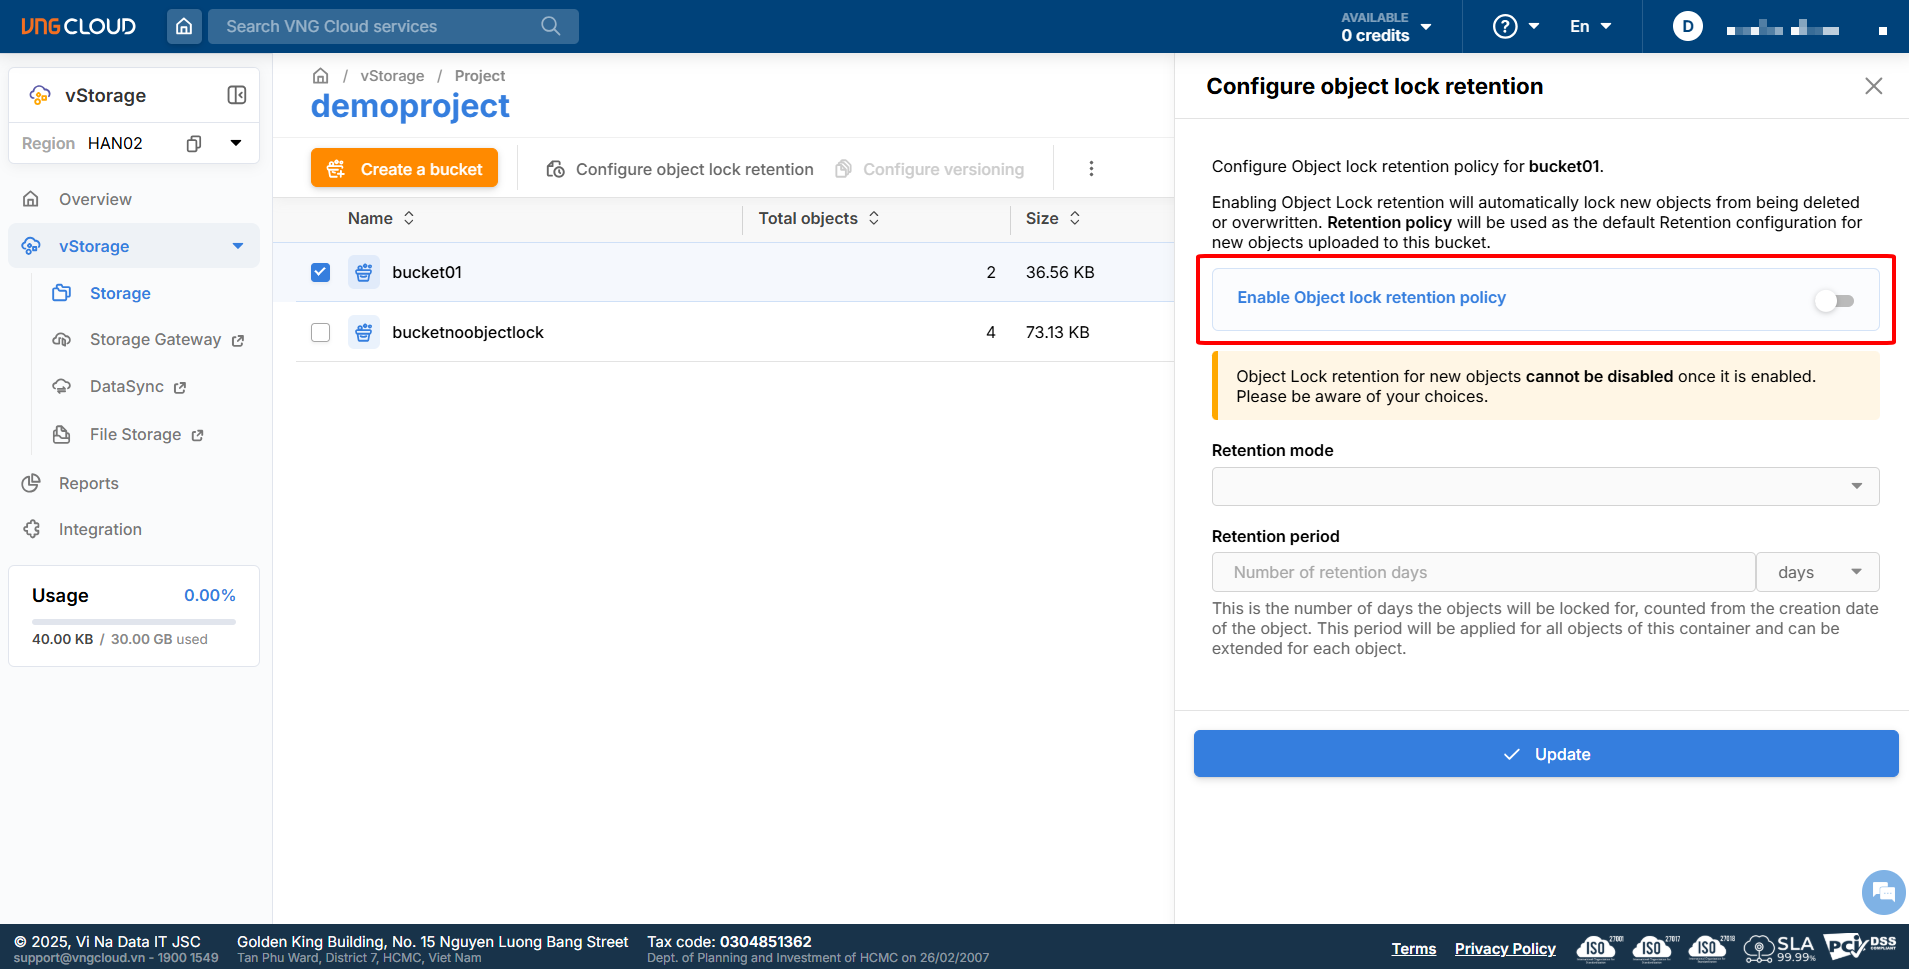 VNG CLOUD
Search VNG Cloud services
AVAILABLE
0 credits
En
D
vStorage
Region HAN02
Overview
vStorage
Storage
Storage Gateway
DataSync
File Storage
Reports
Integration
Usage 0.00%
40.00 KB / 30.00 GB used
/ vStorage / Project
demoproject
Create a bucket
Configure object lock retention
Configure versioning
Name Total objects Size
bucket01 2 36.56 KB
bucketnoobjectlock 4 73.13 KB
Configure object lock retention
Configure Object lock retention policy for bucket01.
Enabling Object Lock retention will automatically lock new objects from being deleted
or overwritten. Retention policy will be used as the default Retention configuration for
new objects uploaded to this bucket.
Enable Object lock retention policy
Object Lock retention for new objects cannot be disabled once it is enabled.
Please be aware of your choices.
Retention mode
Retention period
Number of retention days
days
This is the number of days the objects will be locked for, counted from the creation date
of the object. This period will be applied for all objects of this container and can be
extended for each object.
Update
© 2025, Vi Na Data IT JSC
support@vngcloud.vn - 1900 1549
Golden King Building, No. 15 Nguyen Luong Bang Street
Tan Phu Ward, District 7, HCMC, Viet Nam
Tax code: 0304851362
Dept. of Planning and Investment of HCMC on 26/02/2007
Terms
Privacy Policy
ISO 27001
ISO 27017
ISO 27018
SLA
99.99%
PCI DSS
COMPLIANT